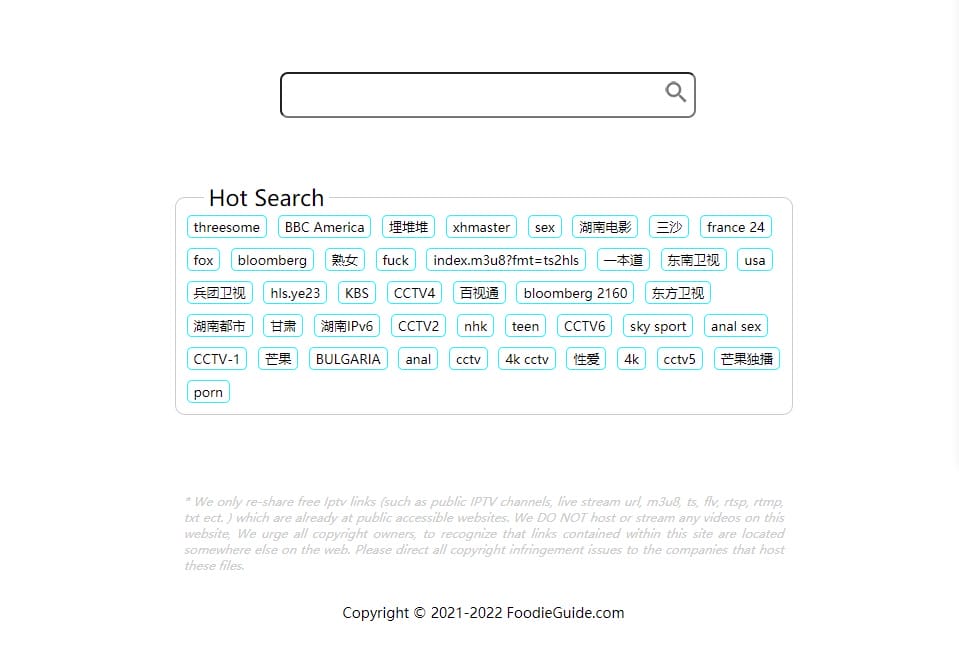 Hot Search
threesome BBC America 埋堆堆 xhmaster sex 湖南电影 三沙 france 24
fox bloomberg 熟女 fuck index.m3u8?fmt=ts2hls 一本道 东南卫视 usa
兵团卫视 hls.ye23 KBS CCTV4 百视通 bloomberg 2160 东方卫视
湖南都市 甘肃 湖南IPv6 CCTV2 nhk teen CCTV6 sky sport anal sex
CCTV-1 芒果 BULGARIA anal cctv 4k cctv 性爱 4k cctv5 芒果独播
porn
* We only re-share free Iptv links (such as public IPTV channels, live stream url, m3u8, ts, flv, rtsp, rtmp,
txt ect. ) which are already at public accessible websites. We DO NOT host or stream any videos on this
website, We urge all copyright owners, to recognize that links contained within this site are located
somewhere else on the web. Please direct all copyright infringement issues to the companies that host
these files.
Copyright © 2021-2022 FoodieGuide.com